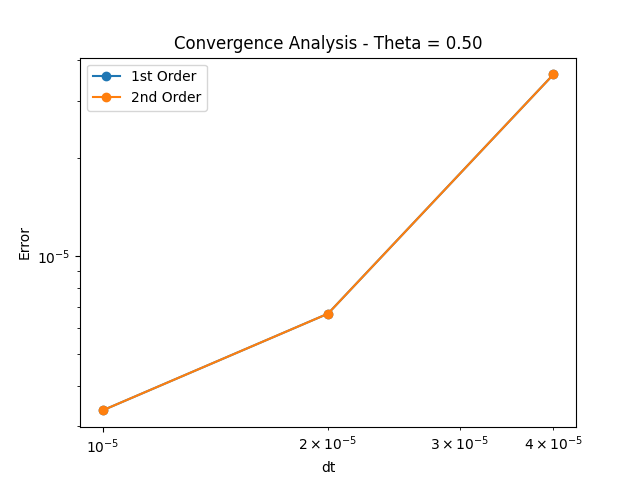 Convergence Analysis - Theta = 0.50
1st Order
2nd Order
Error
10⁻⁵
10⁻⁵
2 × 10⁻⁵
3 × 10⁻⁵
4 × 10⁻⁵
dt